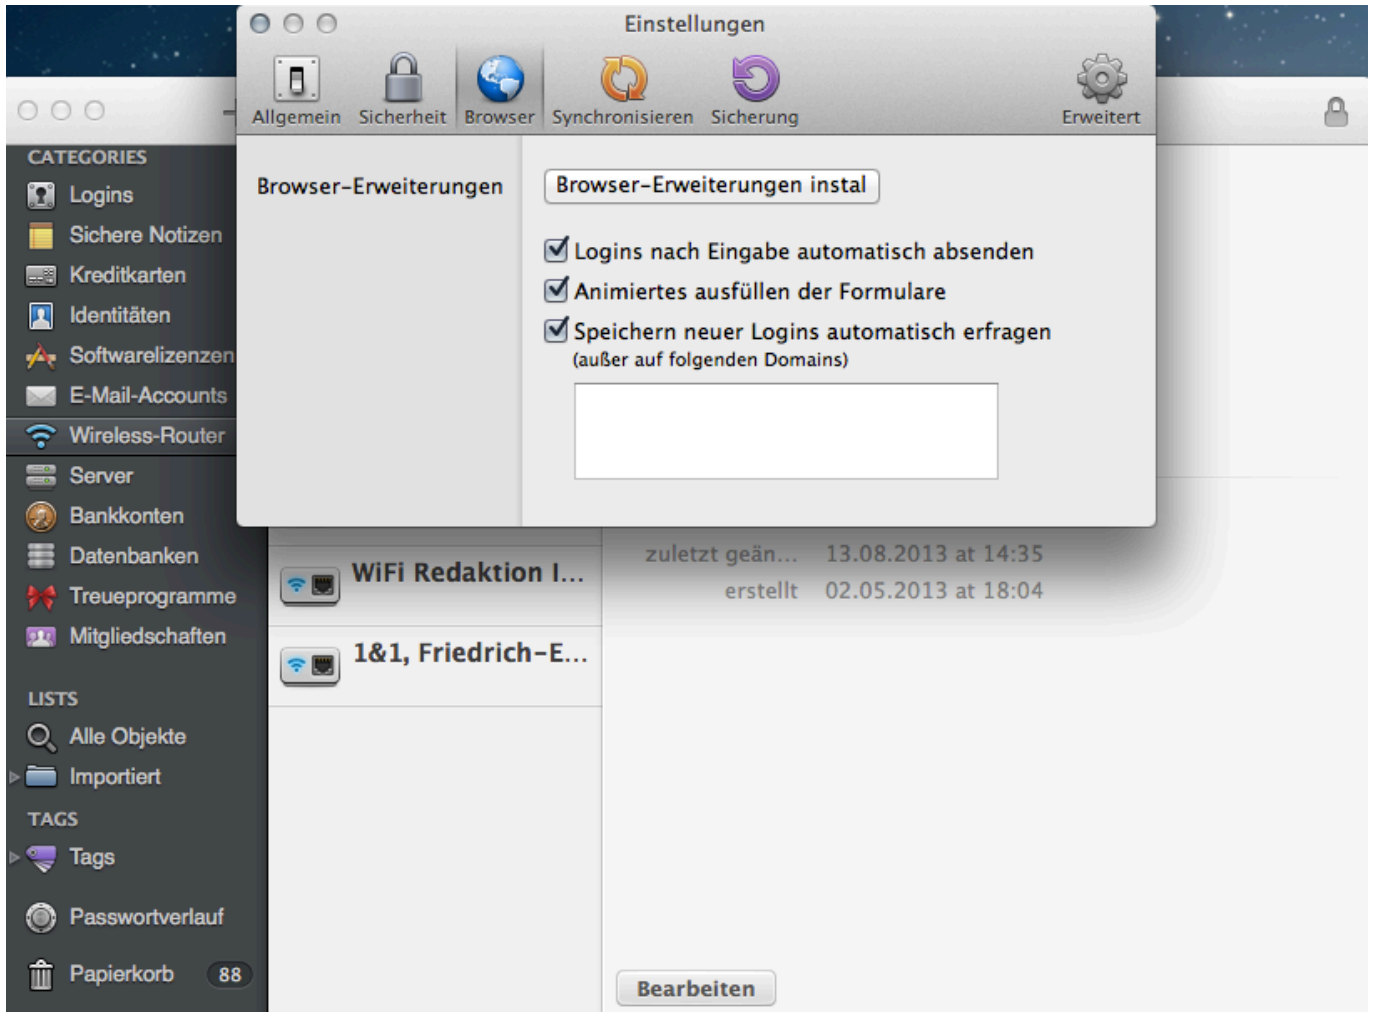 Einstellungen
Allgemein Sicherheit Browser Synchronisieren Sicherung Erweitert
Browser-Erweiterungen
Browser-Erweiterungen instal
Logins nach Eingabe automatisch absenden
Animiertes ausfüllen der Formulare
Speichern neuer Logins automatisch erfragen
(außer auf folgenden Domains)
CATEGORIES
Logins
Sichere Notizen
Kreditkarten
Identitäten
Softwarelizenzen
E-Mail-Accounts
Wireless-Router
Server
Bankkonten
Datenbanken
Treueprogramme
Mitgliedschaften
LISTS
Alle Objekte
Importiert
TAGS
Tags
Passwortverlauf
Papierkorb 88
WiFi Redaktion I...
1&1, Friedrich-E...
zuletzt geän... 13.08.2013 at 14:35
erstellt 02.05.2013 at 18:04
Bearbeiten